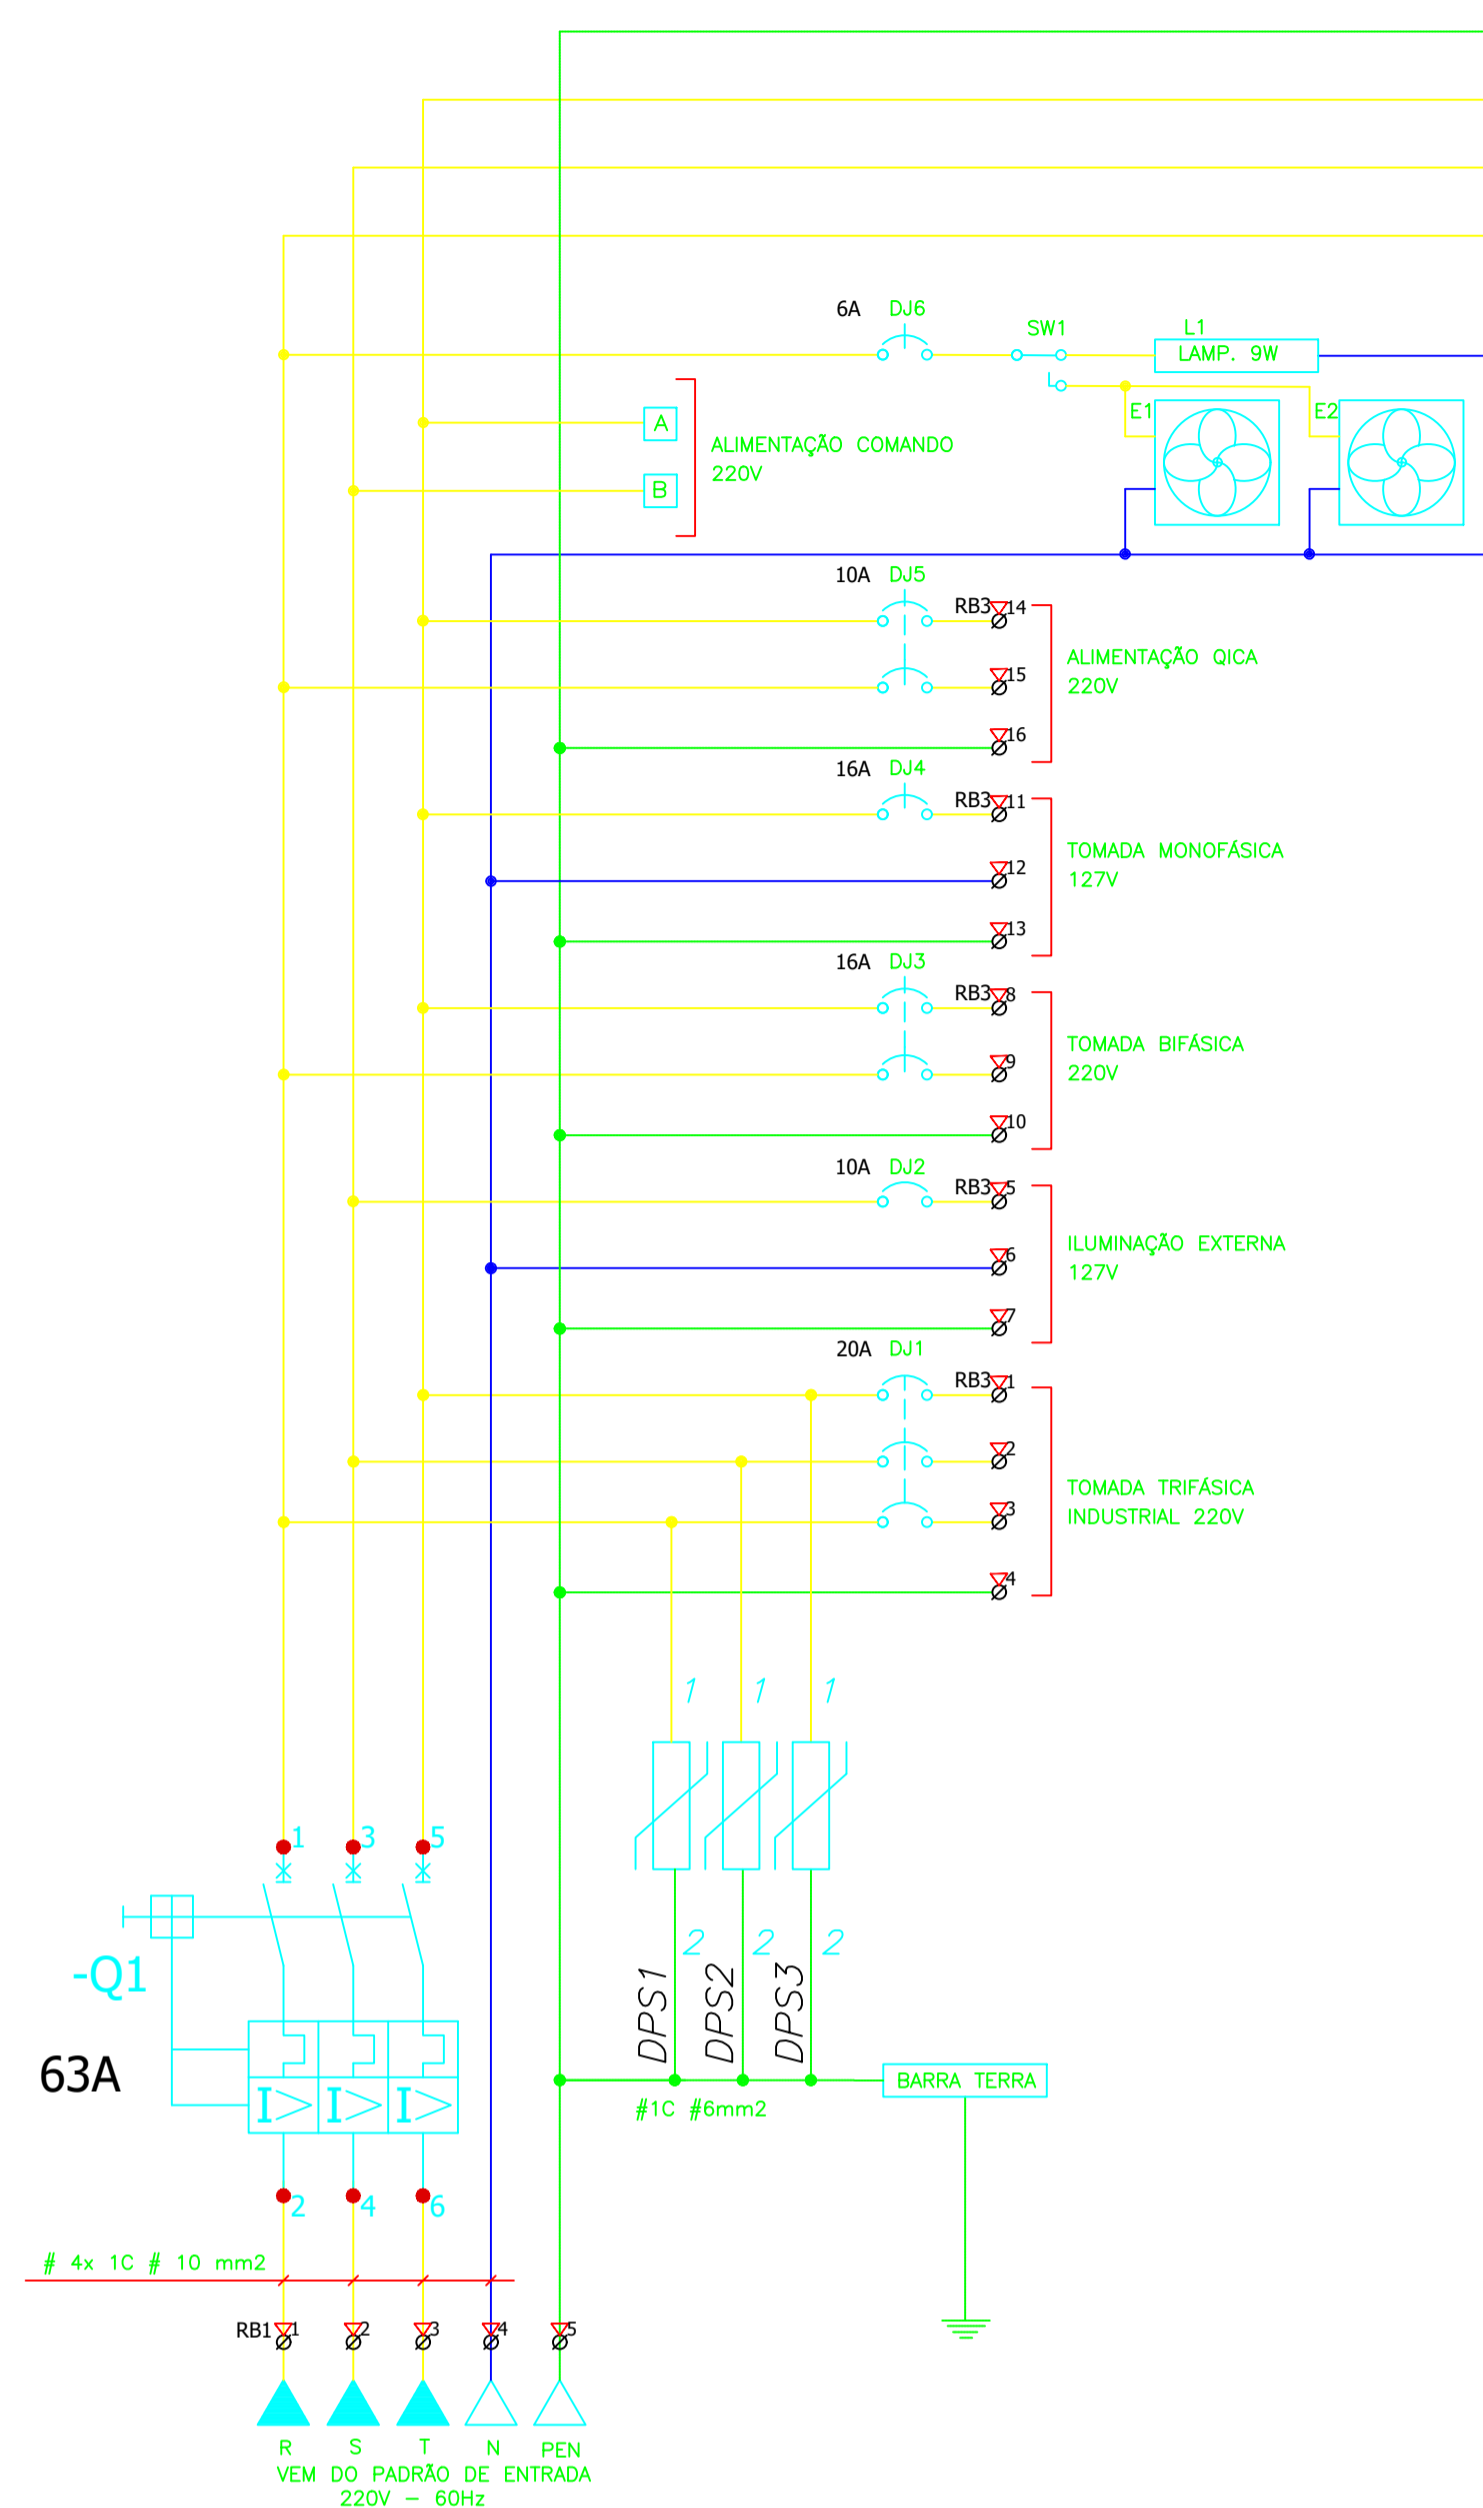 6A DJ6
SW1
L1
LAMP. 9W
E1
E2
A
B
ALIMENTAÇÃO COMANDO
220V
10A DJ5
RB3 14
15
16
ALIMENTAÇÃO QICA
220V
16A DJ4
RB3 11
12
13
TOMADA MONOFÁSICA
127V
16A DJ3
RB3 8
9
10
TOMADA BIFÁSICA
220V
10A DJ2
RB3 5
6
7
ILUMINAÇÃO EXTERNA
127V
20A DJ1
RB3 1
2
3
4
TOMADA TRIFÁSICA
INDUSTRIAL 220V
1 1 1
1 3 5
-Q1
63A
I> I> I>
2 2 2
DPS1
DPS2
DPS3
BARRA TERRA
#1C #6mm2
2 4 6
# 4x 1C # 10 mm2
RB1 1 2 3 4 5
R S T N PEN
VEM DO PADRÃO DE ENTRADA
220V - 60Hz